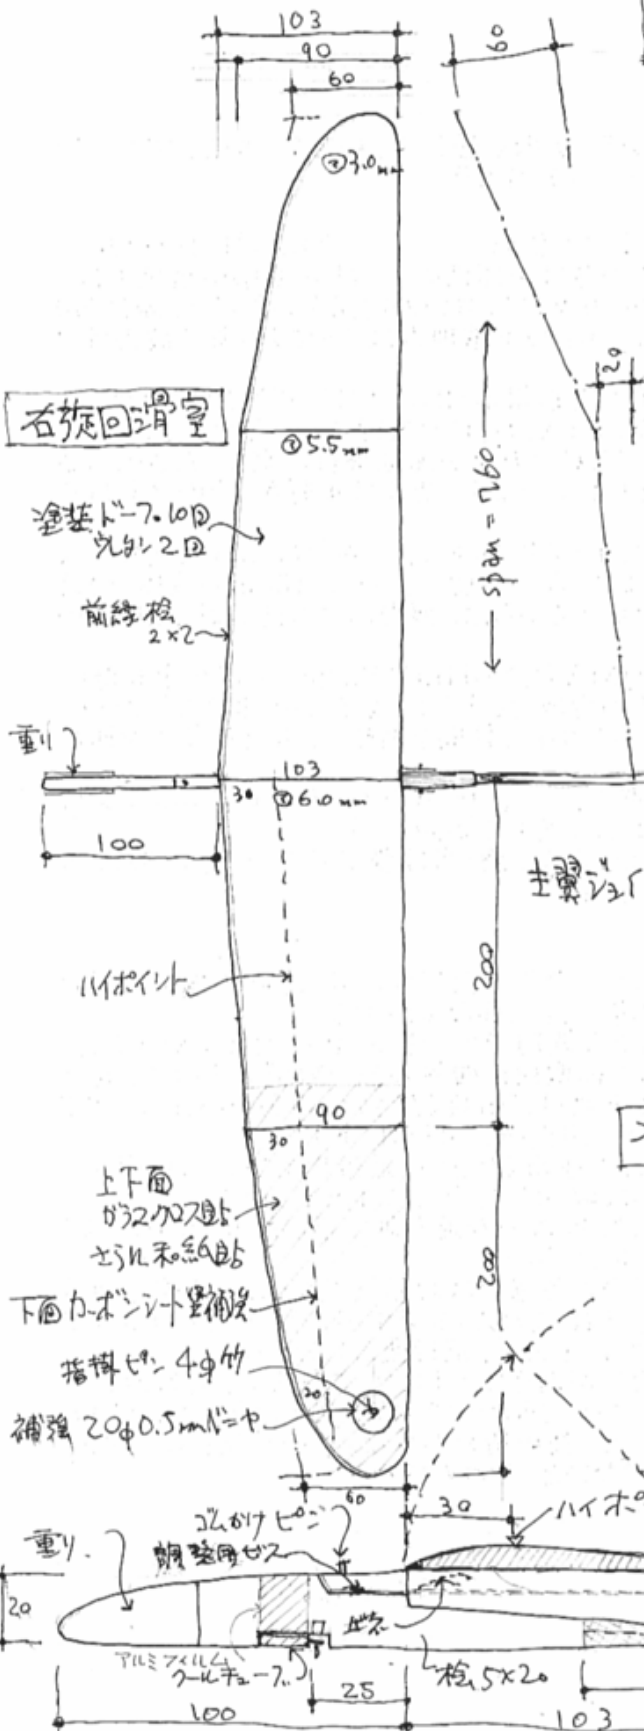 103
90
60
60
②3.0mm
20
右旋回滑空
①5.5mm
span = 760
塗装ドープ10回
ウレタン2回
前縁桧
2×2
重り
103
30
⓪6.0mm
100
主翼ジョイ
200
ハイポイント
90
30
上下面
ガラスクロス貼
さらに和紙貼
下面カーボンシート補強
200
指掛ピン 4φ竹
20
補強 20φ0.5mmベニヤ
60
30
ゴムかけピン
ハイポ
調整用ビス
重り
20
アルミフィルム
クールチューブ
桧 5×20
25
100
103